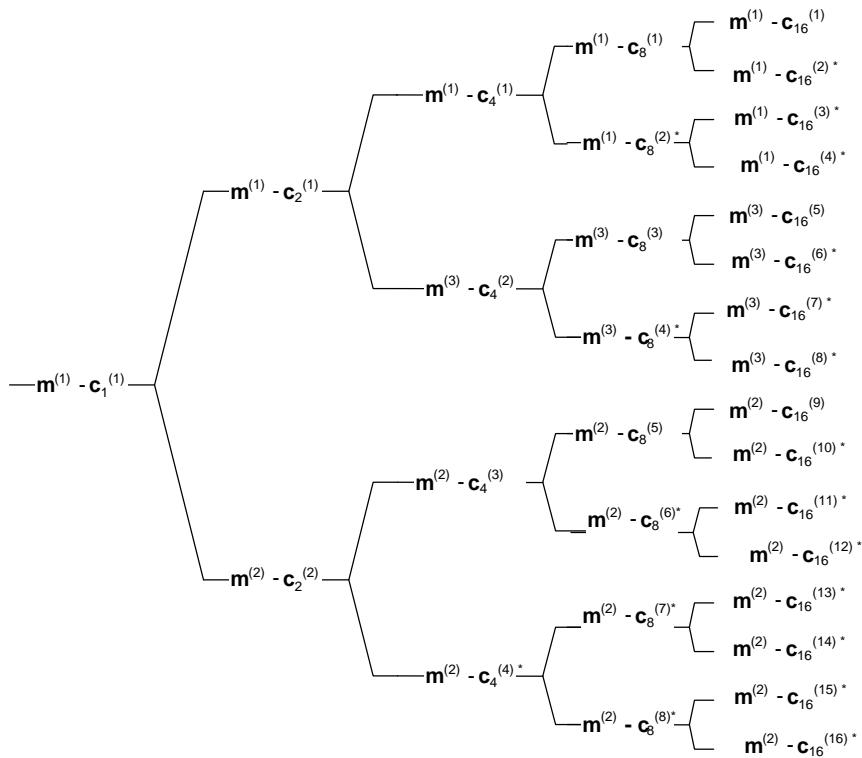 m(1) - c1(1)
m(1) - c2(1)
m(2) - c2(2)
m(1) - c4(1)
m(3) - c4(2)
m(2) - c4(3)
m(2) - c4(4) *
m(1) - c8(1)
m(1) - c8(2) *
m(3) - c8(3)
m(3) - c8(4) *
m(2) - c8(5)
m(2) - c8(6)*
m(2) - c8(7)*
m(2) - c8(8)*
m(1) - c16(1)
m(1) - c16(2) *
m(1) - c16(3) *
m(1) - c16(4) *
m(3) - c16(5)
m(3) - c16(6) *
m(3) - c16(7) *
m(3) - c16(8) *
m(2) - c16(9)
m(2) - c16(10) *
m(2) - c16(11) *
m(2) - c16(12) *
m(2) - c16(13) *
m(2) - c16(14) *
m(2) - c16(15) *
m(2) - c16(16) *